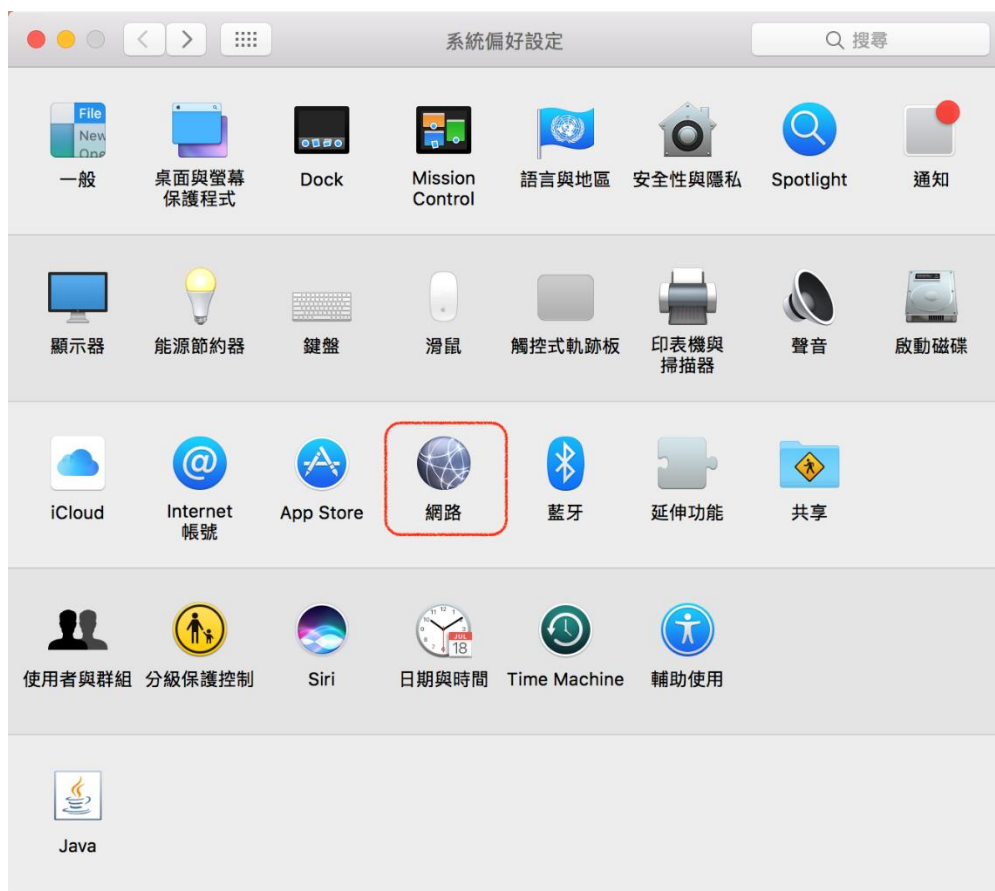 系統偏好設定
搜尋
File
New
One
一般
桌面與螢幕
保護程式
Dock
Mission
Control
語言與地區
安全性與隱私
Spotlight
通知
顯示器
能源節約器
鍵盤
滑鼠
觸控式軌跡板
印表機與
掃描器
聲音
啟動磁碟
iCloud
Internet
帳號
App Store
網路
藍牙
延伸功能
共享
使用者與群組
分級保護控制
Siri
JUL
18
日期與時間
Time Machine
輔助使用
Java